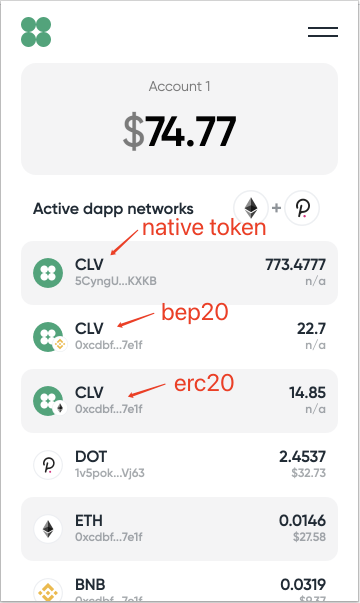 Account 1
$74.77
Active dapp networks
+
native token
CLV 773.4777
5CyngU...KXKB n/a
bep20
CLV 22.7
0xcdbf...7e1f n/a
erc20
CLV 14.85
0xcdbf...7e1f n/a
DOT 2.4537
1v5pok...Vj63 $32.73
ETH 0.0146
0xcdbf...7e1f $27.58
BNB 0.0319
0xcdbf...7e1f $9.37